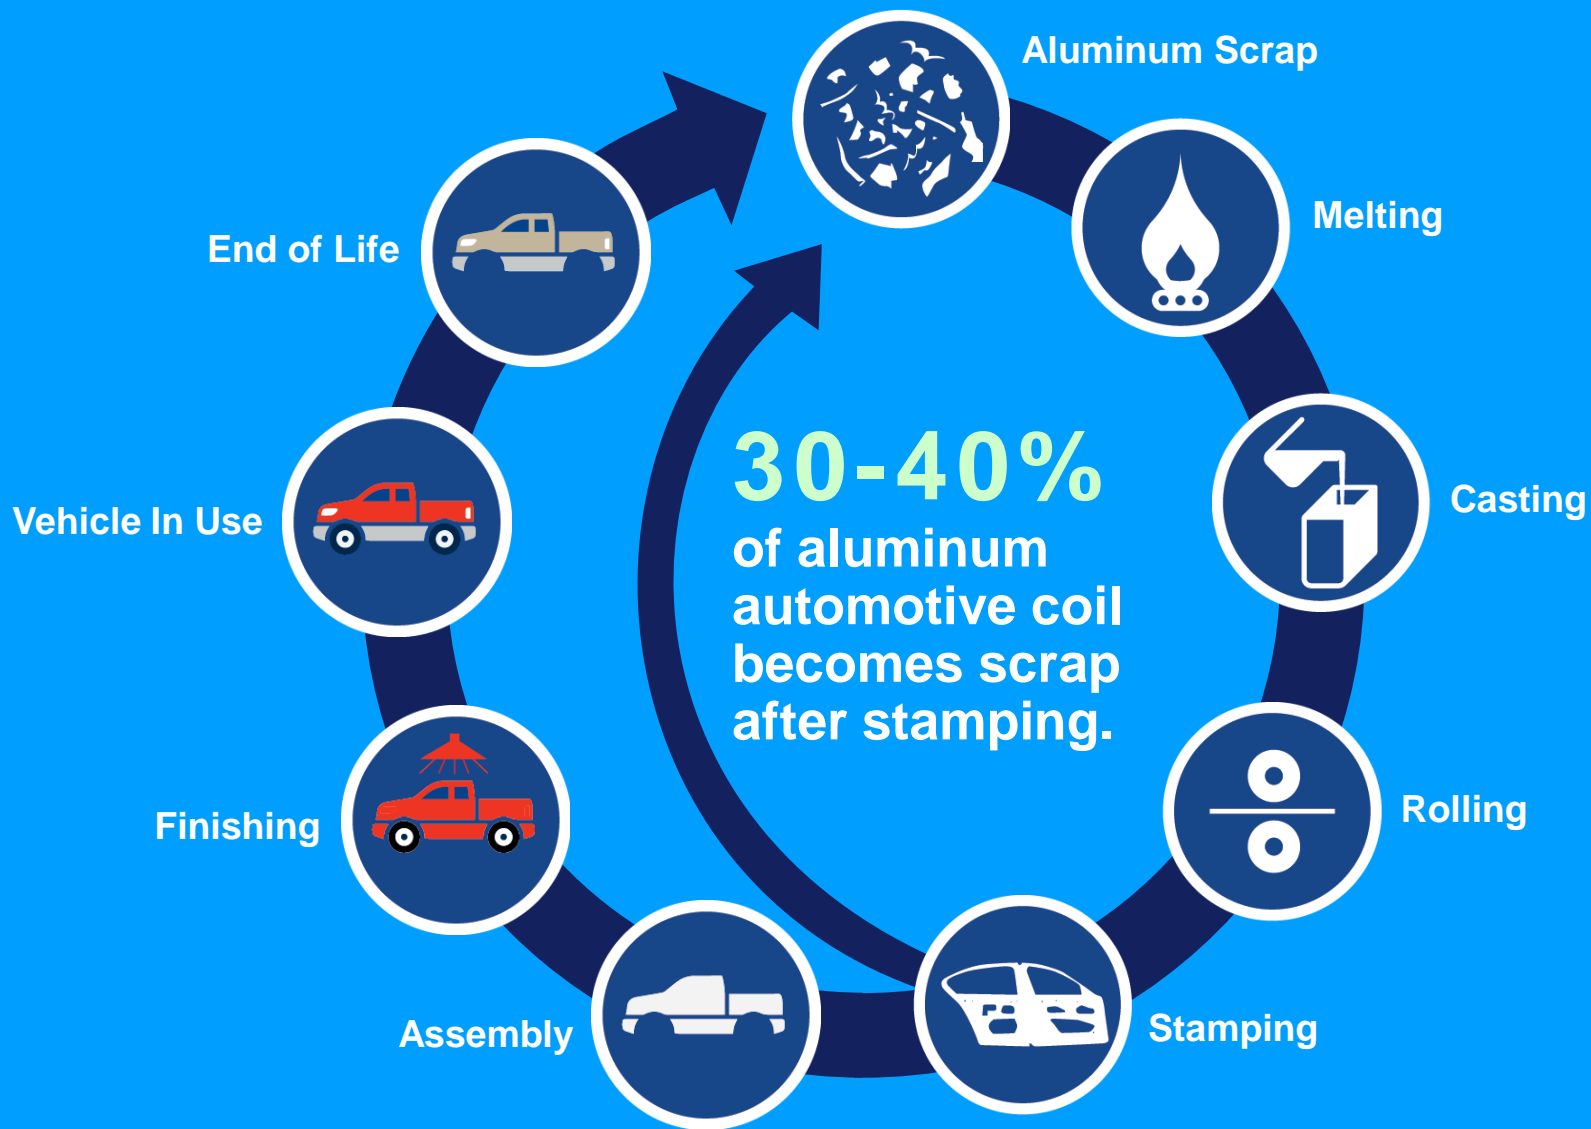 Aluminum Scrap
Melting
Casting
Rolling
Stamping
Assembly
Finishing
Vehicle In Use
End of Life
30-40%
of aluminum
automotive coil
becomes scrap
after stamping.